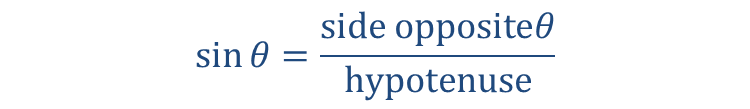 sin θ = side oppositeθ / hypotenuse